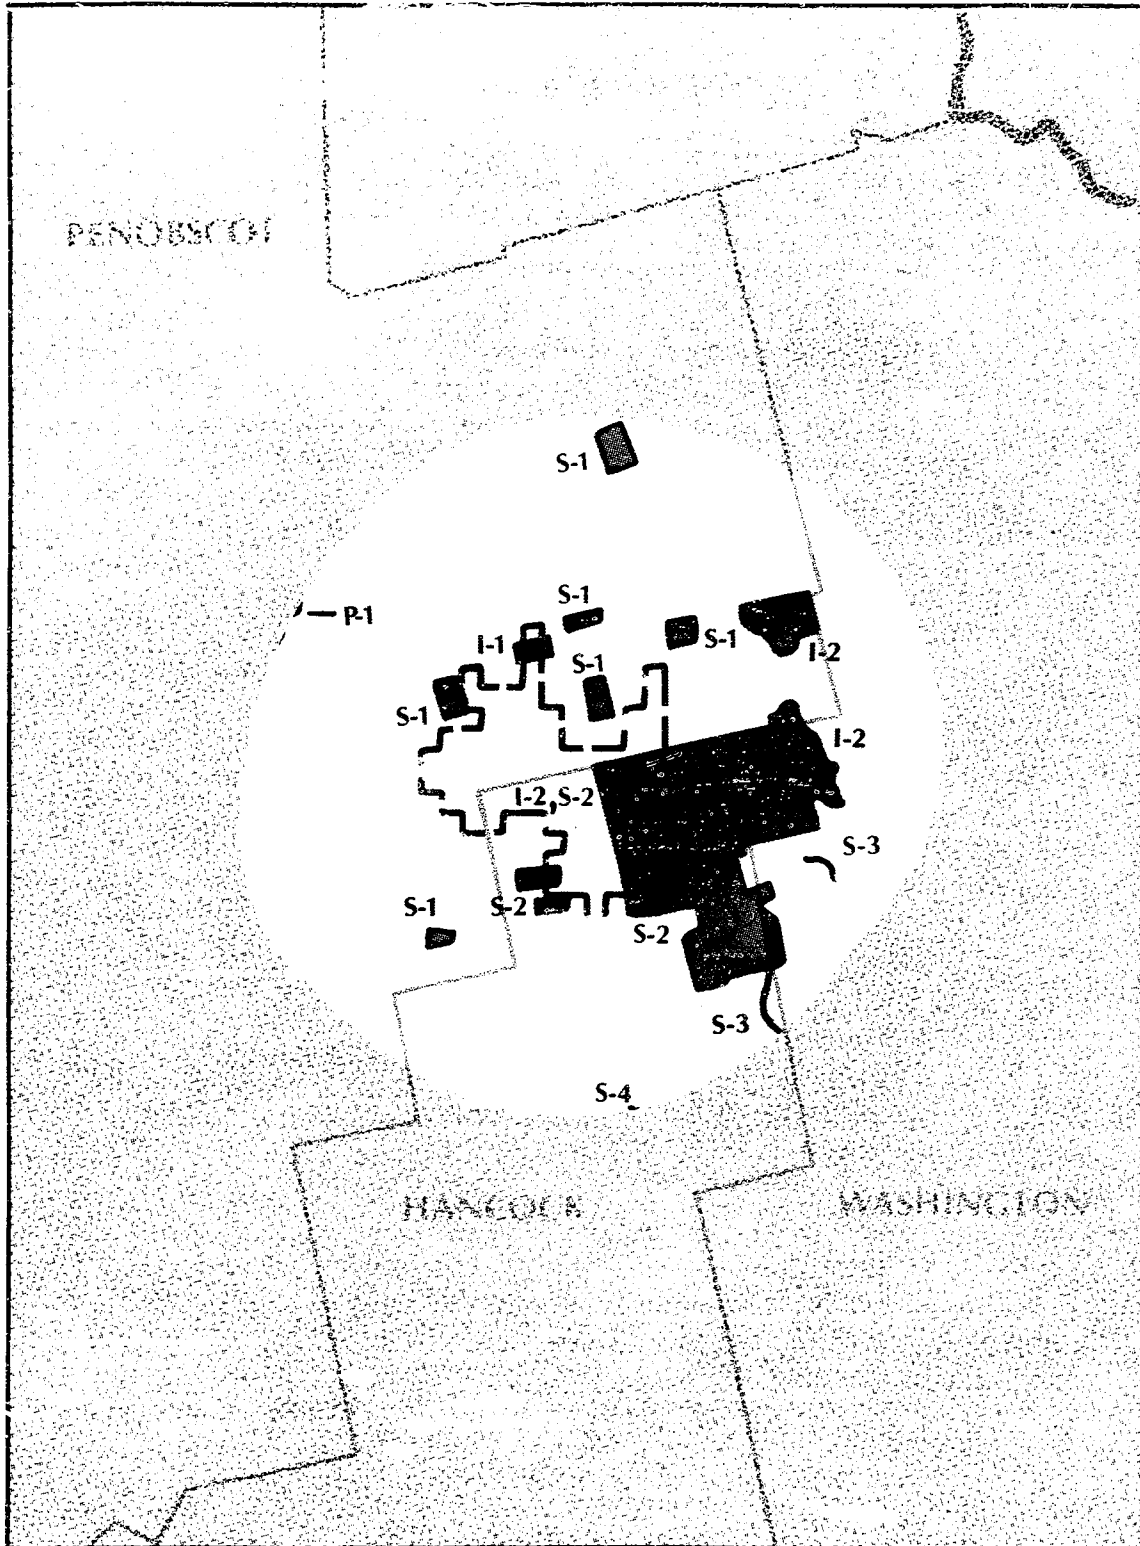 PENOBSCOT
S-1
P-1
S-1
I-1
S-1
S-1
I-2
S-1
I-2
I-2, S-2
S-3
S-1
S-2
S-2
S-3
S-4
HANCOCK
WASHINGTON